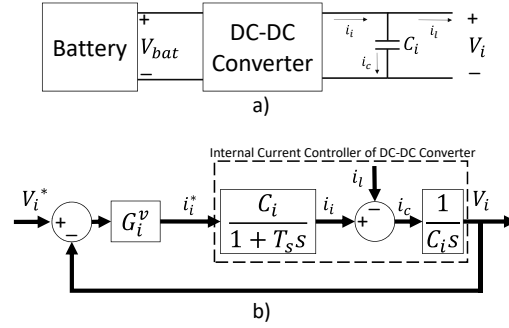 Battery
+
V_bat
−
DC-DC
Converter
i_i
i_l
i_c
C_i
+
V_i
−
a)
Internal Current Controller of DC-DC Converter
V_i*
+
−
G_i^v
i_i*
C_i
1 + T_s s
i_i
i_l
−
+
i_c
1
C_i s
V_i
b)